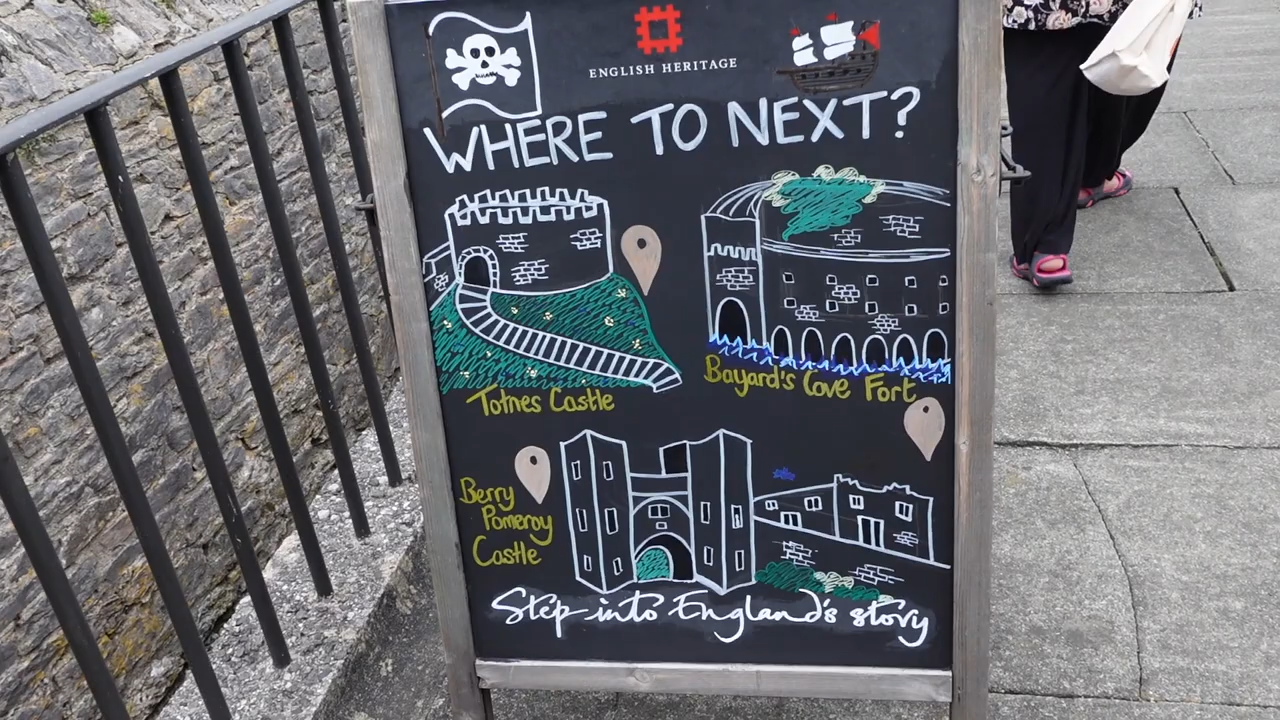 ENGLISH HERITAGE
WHERE TO NEXT?
Totnes Castle
Bayard's Cove Fort
Berry
Pomeroy
Castle
Step into England's story